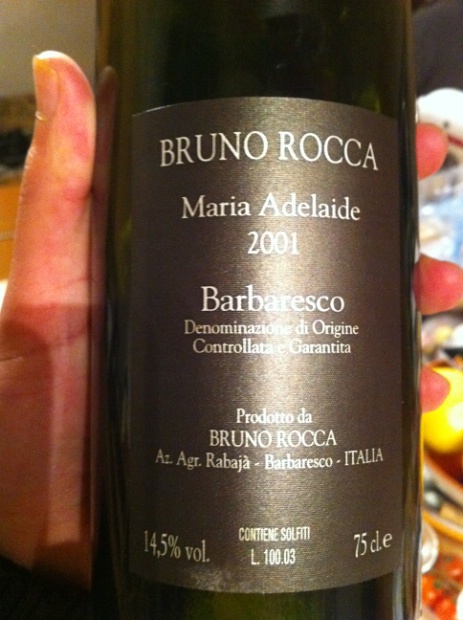 BRUNO ROCCA
Maria Adelaide
2001
Barbaresco
Denominazione di Origine
Controllata e Garantita
Prodotto da
BRUNO ROCCA
Az. Agr. Rabajà - Barbaresco - ITALIA
14,5% vol.
CONTIENE SOLFITI
L. 100.03
75 cl.e